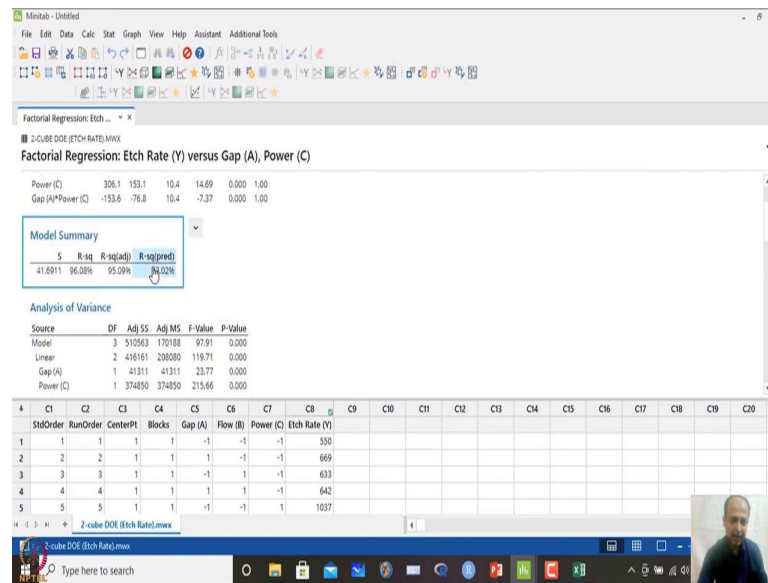 Minitab - Untitled
File Edit Data Calc Stat Graph View Help Assistant Additional Tools
Factorial Regression: Etch ...
2-CUBE DOE (ETCH RATE).MWX
Factorial Regression: Etch Rate (Y) versus Gap (A), Power (C)
Power (C) 306.1 153.1 10.4 14.69 0.000 1.00
Gap (A)*Power (C) -153.6 -76.8 10.4 -7.37 0.000 1.00
Model Summary
S R-sq R-sq(adj) R-sq(pred)
41.6911 96.08% 95.09% .02%
Analysis of Variance
Source DF Adj SS Adj MS F-Value P-Value
Model 3 510563 170188 97.91 0.000
Linear 2 416161 208080 119.71 0.000
Gap (A) 1 41311 41311 23.77 0.000
Power (C) 1 374850 374850 215.66 0.000
C1 C2 C3 C4 C5 C6 C7 C8 C9 C10 C11 C12 C13 C14 C15 C16 C17 C18 C19 C20
StdOrder RunOrder CenterPt Blocks Gap (A) Flow (B) Power (C) Etch Rate (Y)
1 1 1 1 1 -1 -1 -1 550
2 2 2 1 1 1 -1 -1 669
3 3 3 1 1 -1 1 -1 633
4 4 4 1 1 1 1 -1 642
5 5 5 1 1 -1 -1 1 1037
2-cube DOE (Etch Rate).mwx
2-cube DOE (Etch Rate).mwx
Type here to search
NPTEL